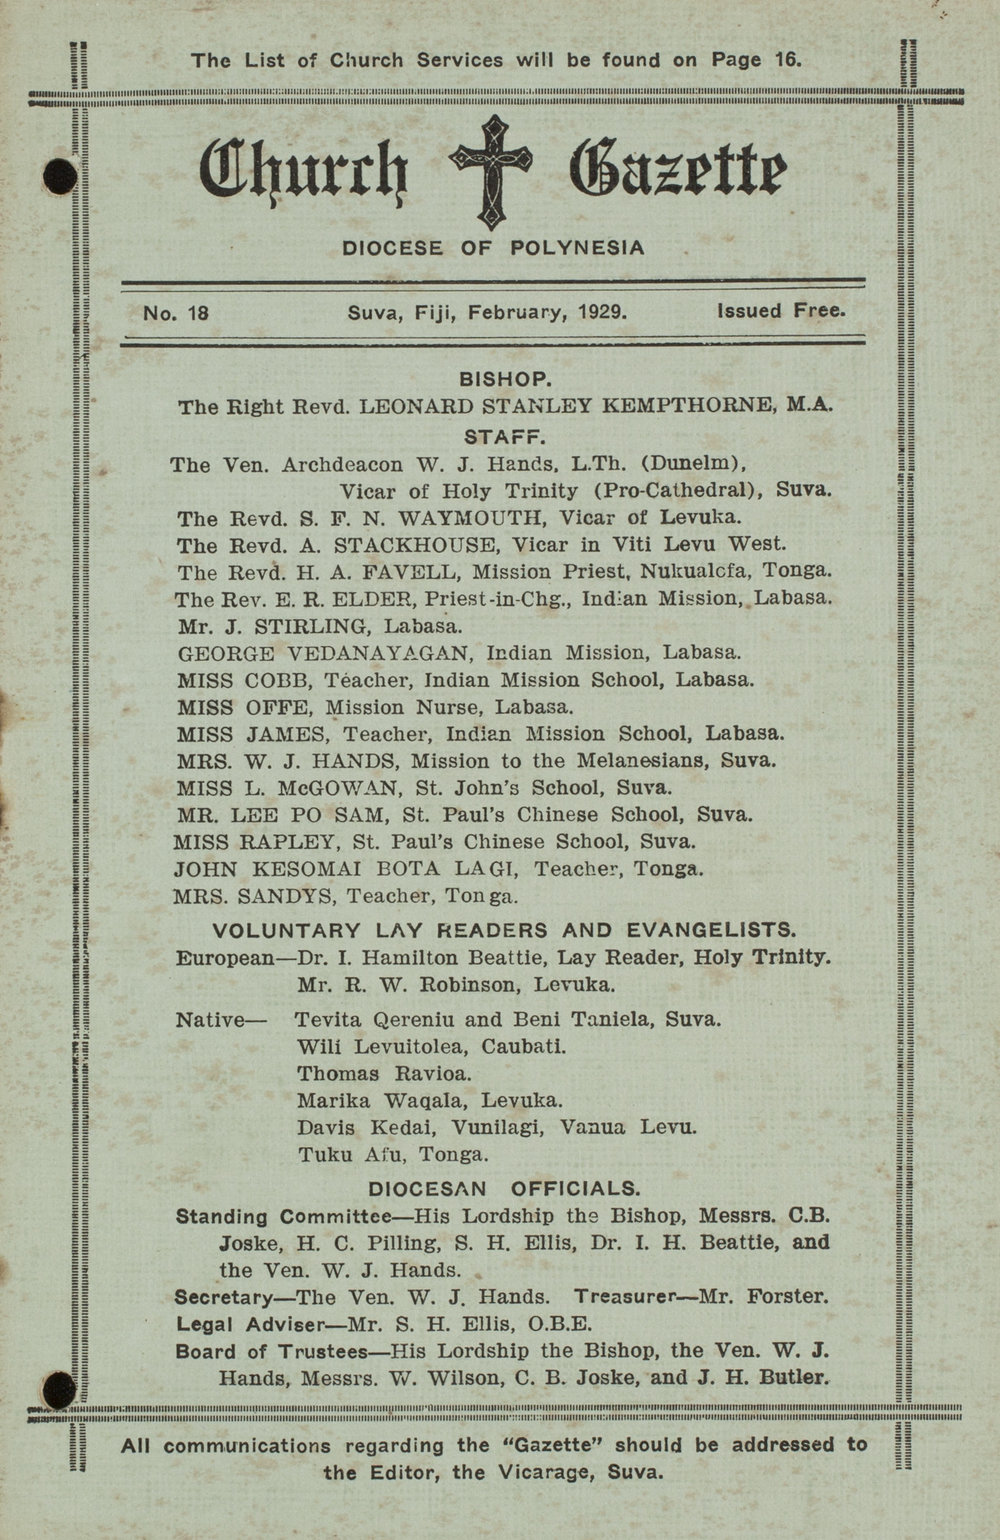 The List of Church Services will be found on Page 16.
Church Gazette
DIOCESE OF POLYNESIA
No. 18 Suva, Fiji, February, 1929. Issued Free.
BISHOP.
The Right Revd. LEONARD STANLEY KEMPTHORNE, M.A.
STAFF.
The Ven. Archdeacon W. J. Hands, L.Th. (Dunelm),
Vicar of Holy Trinity (Pro-Cathedral), Suva.
The Revd. S. F. N. WAYMOUTH, Vicar of Levuka.
The Revd. A. STACKHOUSE, Vicar in Viti Levu West.
The Revd. H. A. FAVELL, Mission Priest, Nukualofa, Tonga.
The Rev. E. R. ELDER, Priest-in-Chg., Indian Mission, Labasa.
Mr. J. STIRLING, Labasa.
GEORGE VEDANAYAGAN, Indian Mission, Labasa.
MISS COBB, Teacher, Indian Mission School, Labasa.
MISS OFFE, Mission Nurse, Labasa.
MISS JAMES, Teacher, Indian Mission School, Labasa.
MRS. W. J. HANDS, Mission to the Melanesians, Suva.
MISS L. McGOWAN, St. John's School, Suva.
MR. LEE PO SAM, St. Paul's Chinese School, Suva.
MISS RAPLEY, St. Paul's Chinese School, Suva.
JOHN KESOMAI BOTA LAGI, Teacher, Tonga.
MRS. SANDYS, Teacher, Tonga.
VOLUNTARY LAY READERS AND EVANGELISTS.
European—Dr. I. Hamilton Beattie, Lay Reader, Holy Trinity.
Mr. R. W. Robinson, Levuka.
Native— Tevita Qereniu and Beni Taniela, Suva.
Wili Levuitolea, Caubati.
Thomas Ravioa.
Marika Waqala, Levuka.
Davis Kedai, Vunilagi, Vanua Levu.
Tuku Afu, Tonga.
DIOCESAN OFFICIALS.
Standing Committee—His Lordship the Bishop, Messrs. C.B.
Joske, H. C. Pilling, S. H. Ellis, Dr. I. H. Beattie, and
the Ven. W. J. Hands.
Secretary—The Ven. W. J. Hands. Treasurer—Mr. Forster.
Legal Adviser—Mr. S. H. Ellis, O.B.E.
Board of Trustees—His Lordship the Bishop, the Ven. W. J.
Hands, Messrs. W. Wilson, C. B. Joske, and J. H. Butler.
All communications regarding the "Gazette" should be addressed to
the Editor, the Vicarage, Suva.